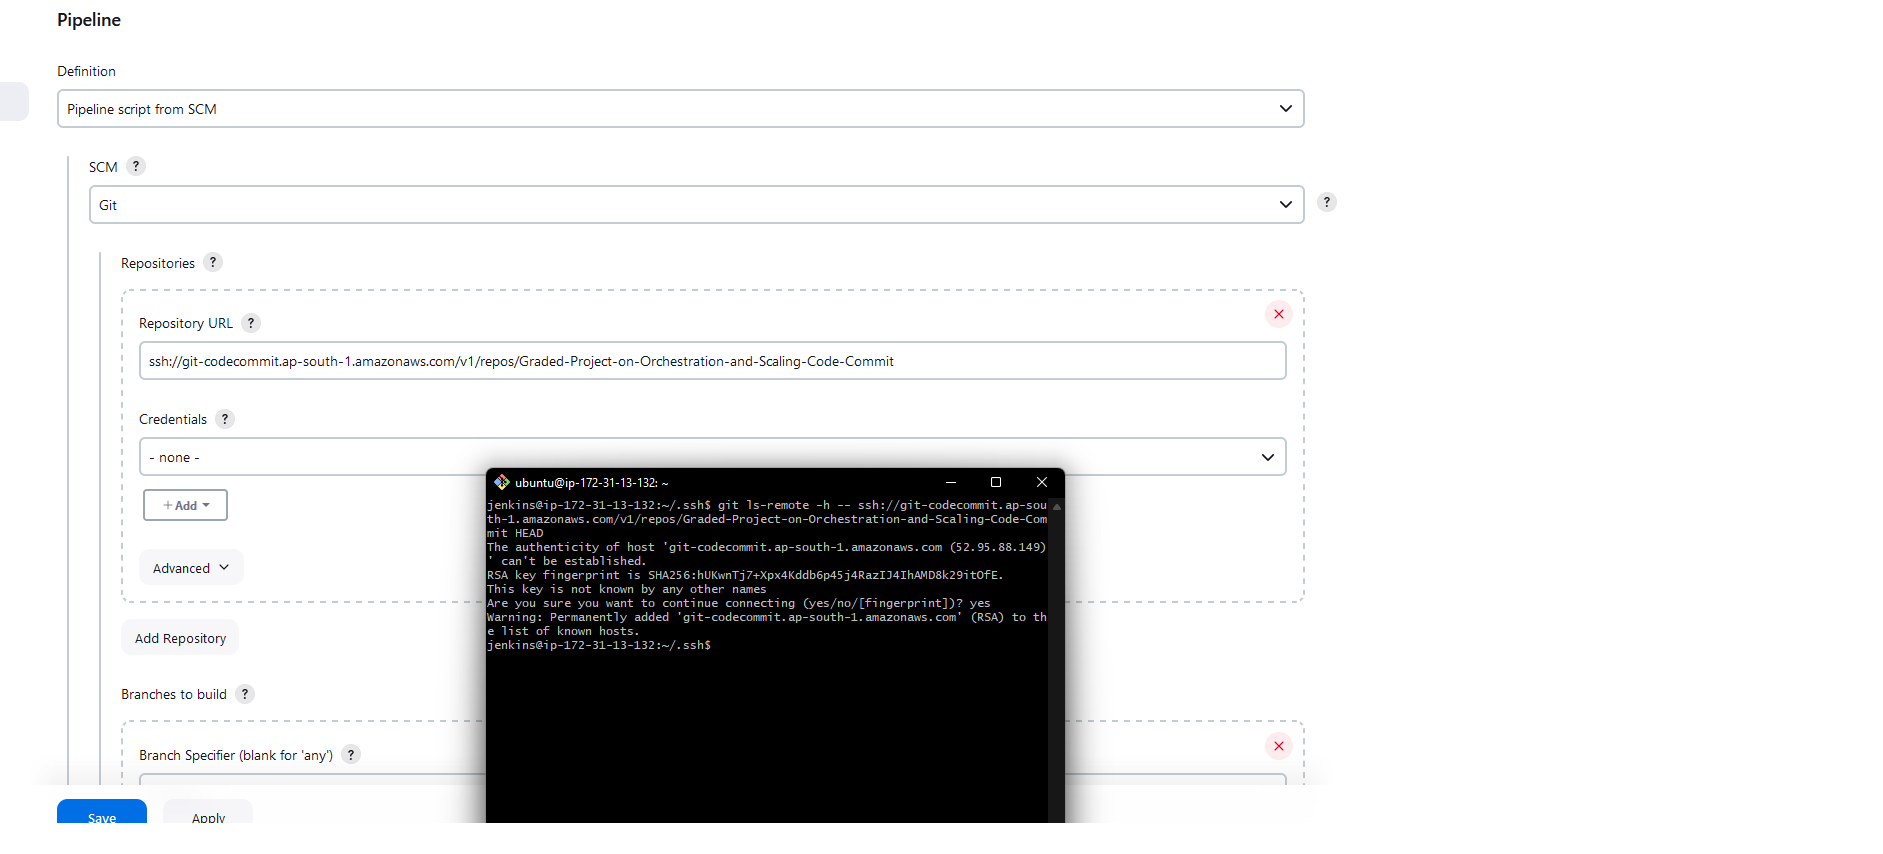 Pipeline
Definition
Pipeline script from SCM
SCM ?
Git
?
Repositories ?
Repository URL ?
ssh://git-codecommit.ap-south-1.amazonaws.com/v1/repos/Graded-Project-on-Orchestration-and-Scaling-Code-Commit
Credentials ?
- none -
+ Add
Advanced
Add Repository
Branches to build ?
Branch Specifier (blank for 'any') ?
Save Apply
ubuntu@ip-172-31-13-132: ~
jenkins@ip-172-31-13-132:~/.ssh$ git ls-remote -h -- ssh://git-codecommit.ap-sou
th-1.amazonaws.com/v1/repos/Graded-Project-on-Orchestration-and-Scaling-Code-Com
mit HEAD
The authenticity of host 'git-codecommit.ap-south-1.amazonaws.com (52.95.88.149)
' can't be established.
RSA key fingerprint is SHA256:hUKwnTj7+Xpx4Kddb6p45j4RazIJ4IhAMD8k29itOfE.
This key is not known by any other names
Are you sure you want to continue connecting (yes/no/[fingerprint])? yes
Warning: Permanently added 'git-codecommit.ap-south-1.amazonaws.com' (RSA) to th
e list of known hosts.
jenkins@ip-172-31-13-132:~/.ssh$